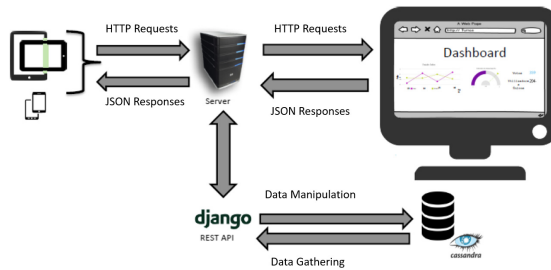 HTTP Requests
HTTP Requests
A Web Page
Dashboard
JSON Responses
JSON Responses
Server
Data Manipulation
django
REST API
Data Gathering
cassandra